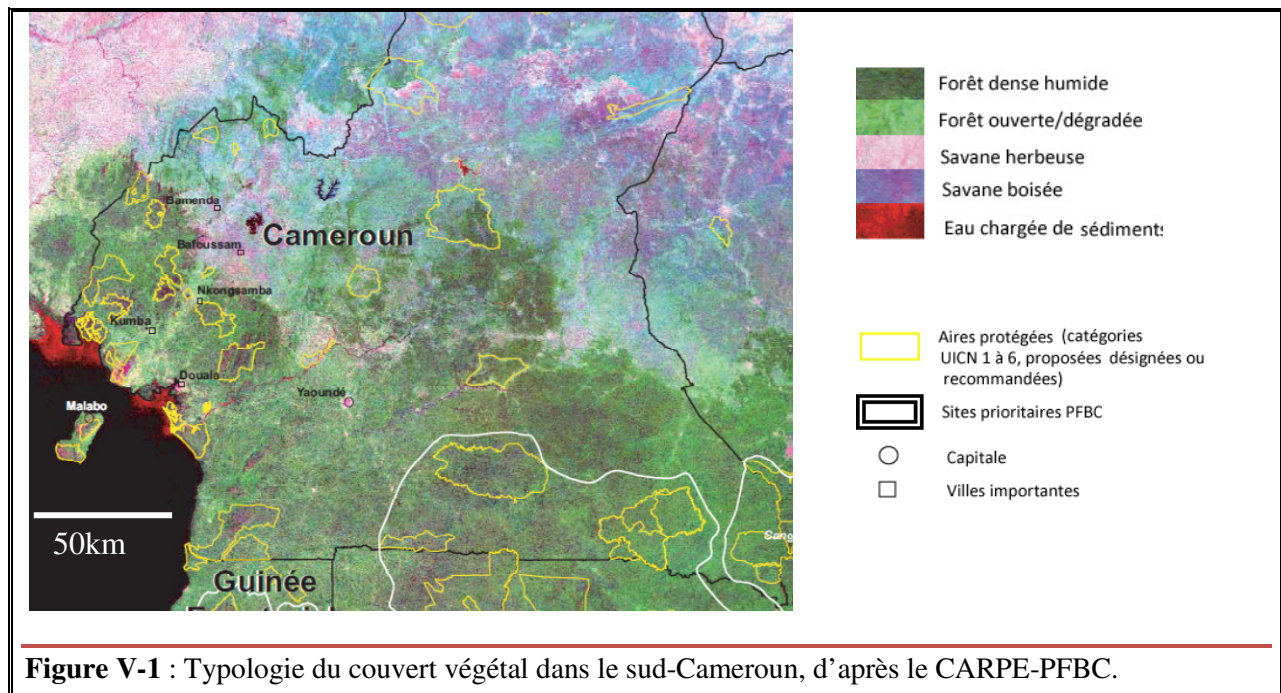 Bamenda
Cameroun
Bafoussam
Nkongsamba
Kumba
Douala
Malabo
Yaoundé
50km
Guinée
Forêt dense humide
Forêt ouverte/dégradée
Savane herbeuse
Savane boisée
Eau chargée de sédiments
Aires protégées (catégories
UICN 1 à 6, proposées désignées ou
recommandées)
Sites prioritaires PFBC
Capitale
Villes importantes
Figure V-1 : Typologie du couvert végétal dans le sud-Cameroun, d'après le CARPE-PFBC.